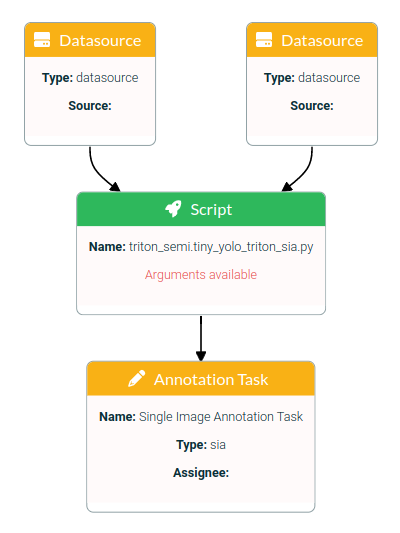 Datasource
Type: datasource
Source:
Datasource
Type: datasource
Source:
Script
Name: triton_semi.tiny_yolo_triton_sia.py
Arguments available
Annotation Task
Name: Single Image Annotation Task
Type: sia
Assignee: